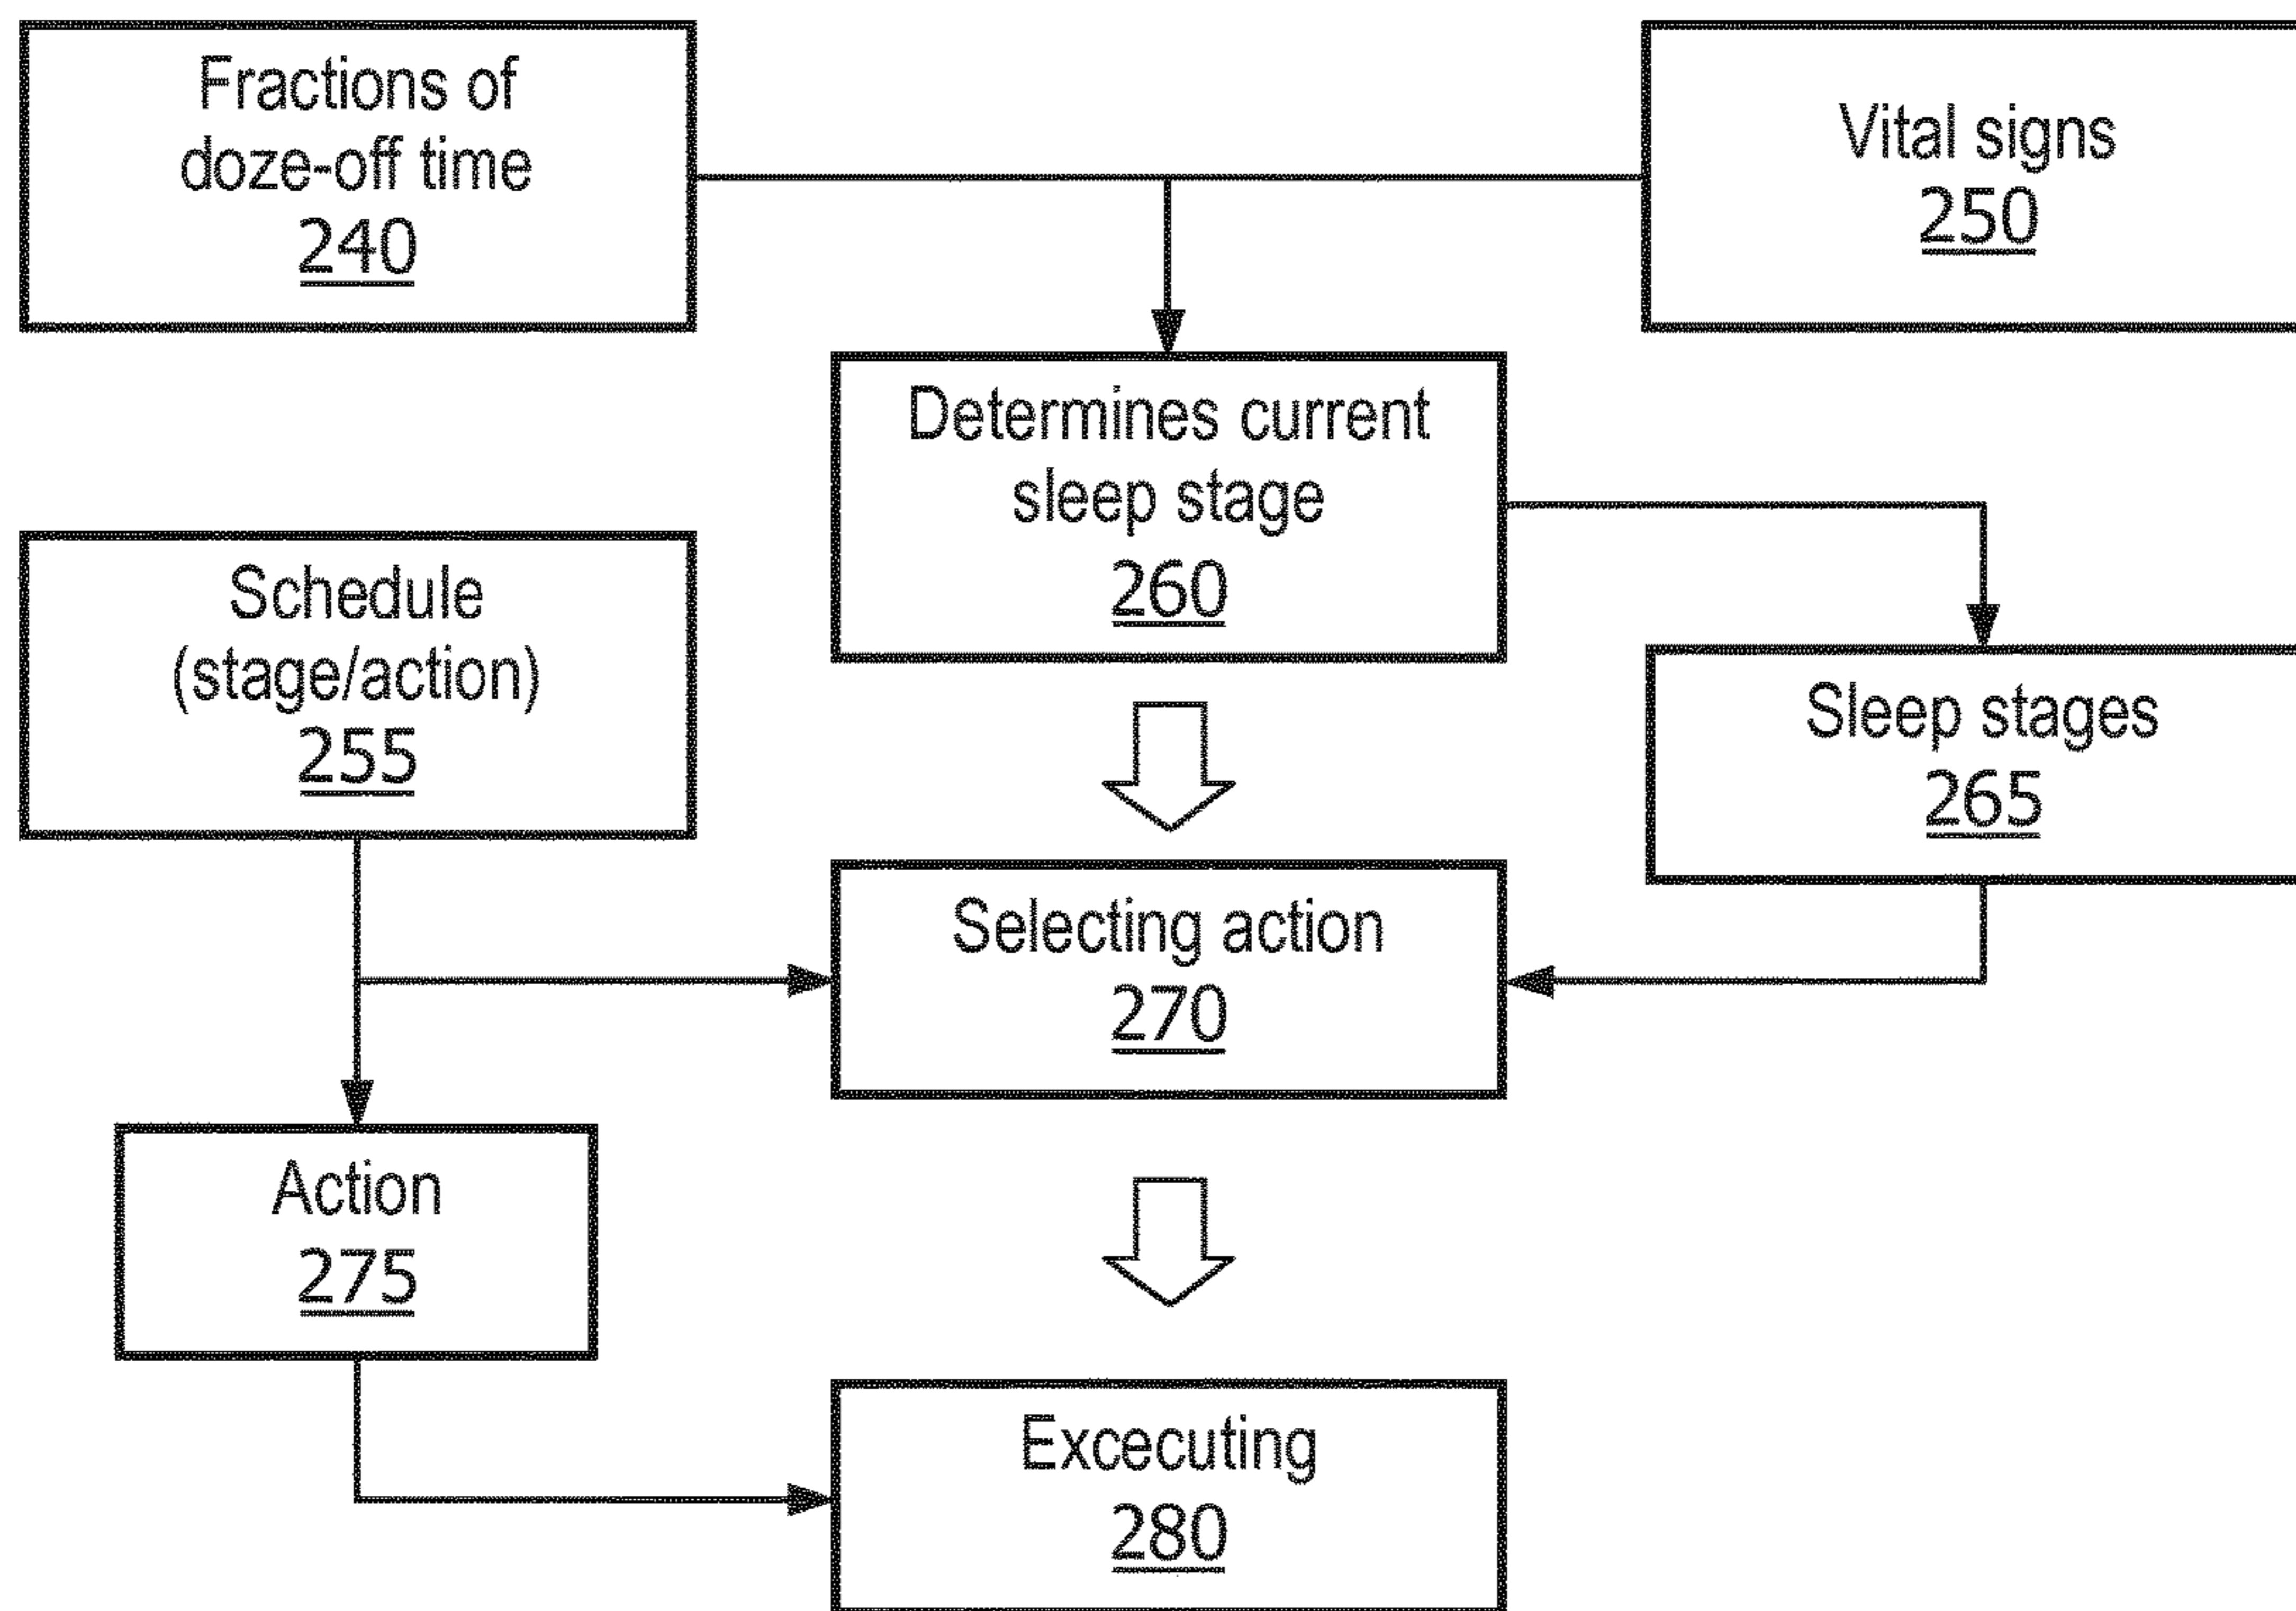 Fractions of
doze-off time
240
Vital signs
250
Determines current
sleep stage
260
Schedule
(stage/action)
255
Sleep stages
265
Selecting action
270
Action
275
Excecuting
280